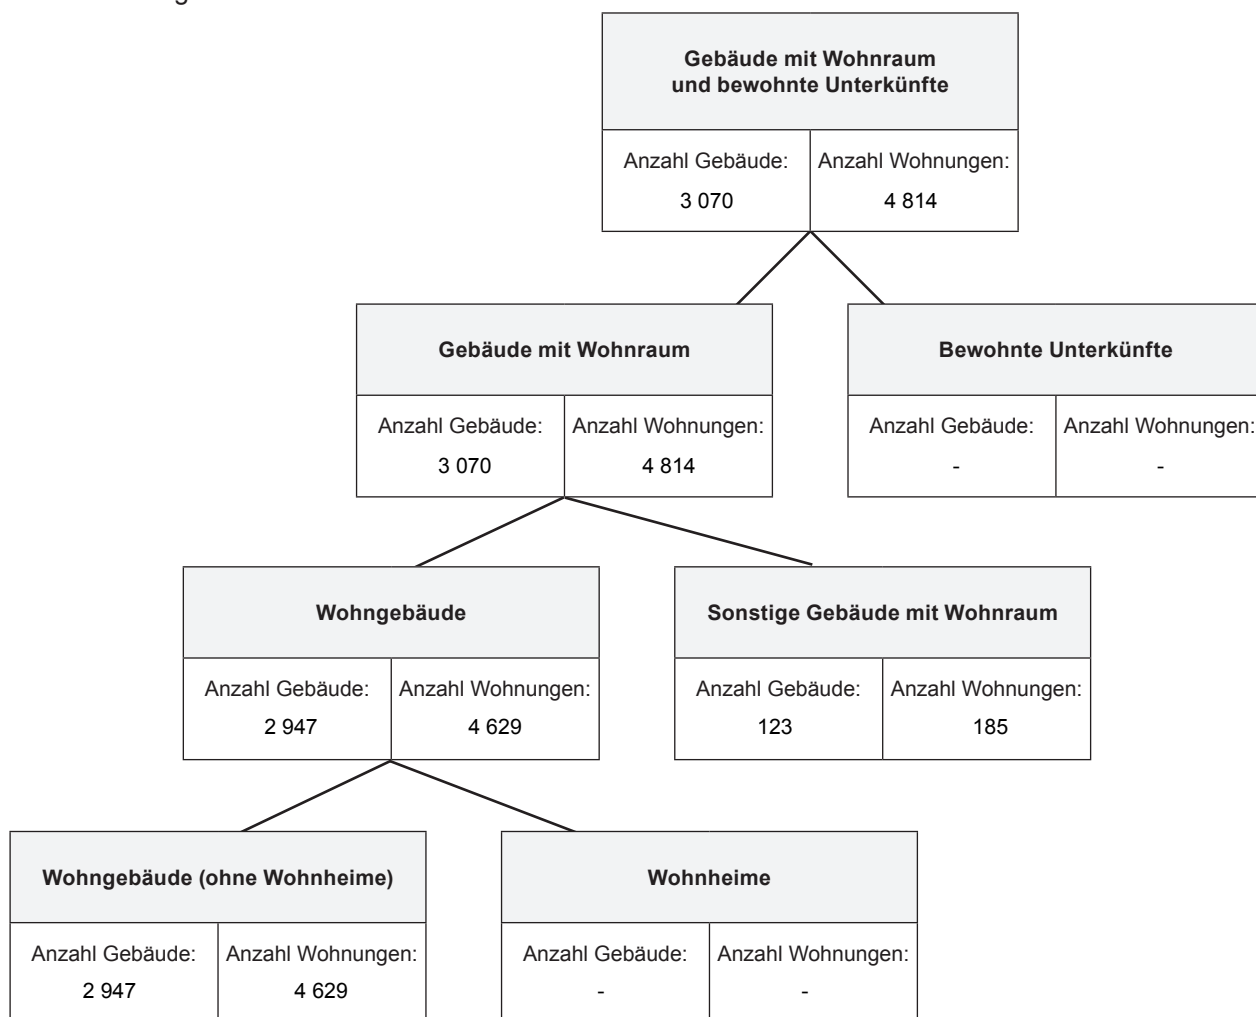 Gebäude mit Wohnraum
und bewohnte Unterkünfte
Anzahl Gebäude: Anzahl Wohnungen:
3 070 4 814
Gebäude mit Wohnraum
Anzahl Gebäude: Anzahl Wohnungen:
3 070 4 814
Bewohnte Unterkünfte
Anzahl Gebäude: Anzahl Wohnungen:
- -
Wohngebäude
Anzahl Gebäude: Anzahl Wohnungen:
2 947 4 629
Sonstige Gebäude mit Wohnraum
Anzahl Gebäude: Anzahl Wohnungen:
123 185
Wohngebäude (ohne Wohnheime)
Anzahl Gebäude: Anzahl Wohnungen:
2 947 4 629
Wohnheime
Anzahl Gebäude: Anzahl Wohnungen:
- -